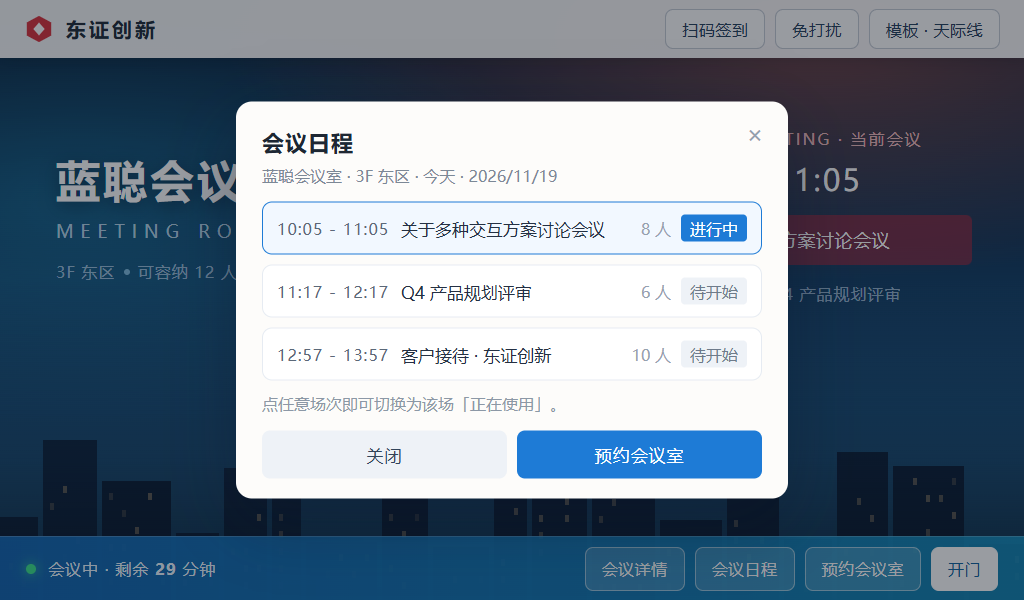 东证创新
扫码签到
免打扰
模板 · 天际线
会议日程
×
蓝聪会议室 · 3F 东区 · 今天 · 2026/11/19
10:05 - 11:05 关于多种交互方案讨论会议 8 人 进行中
11:17 - 12:17 Q4 产品规划评审 6 人 待开始
12:57 - 13:57 客户接待 · 东证创新 10 人 待开始
点任意场次即可切换为该场「正在使用」。
关闭
预约会议室
蓝聪会议
MEETING RO
3F 东区 • 可容纳 12 人
TING · 当前会议
1:05
方案讨论会议
产品规划评审
会议中 · 剩余 29 分钟
会议详情
会议日程
预约会议室
开门